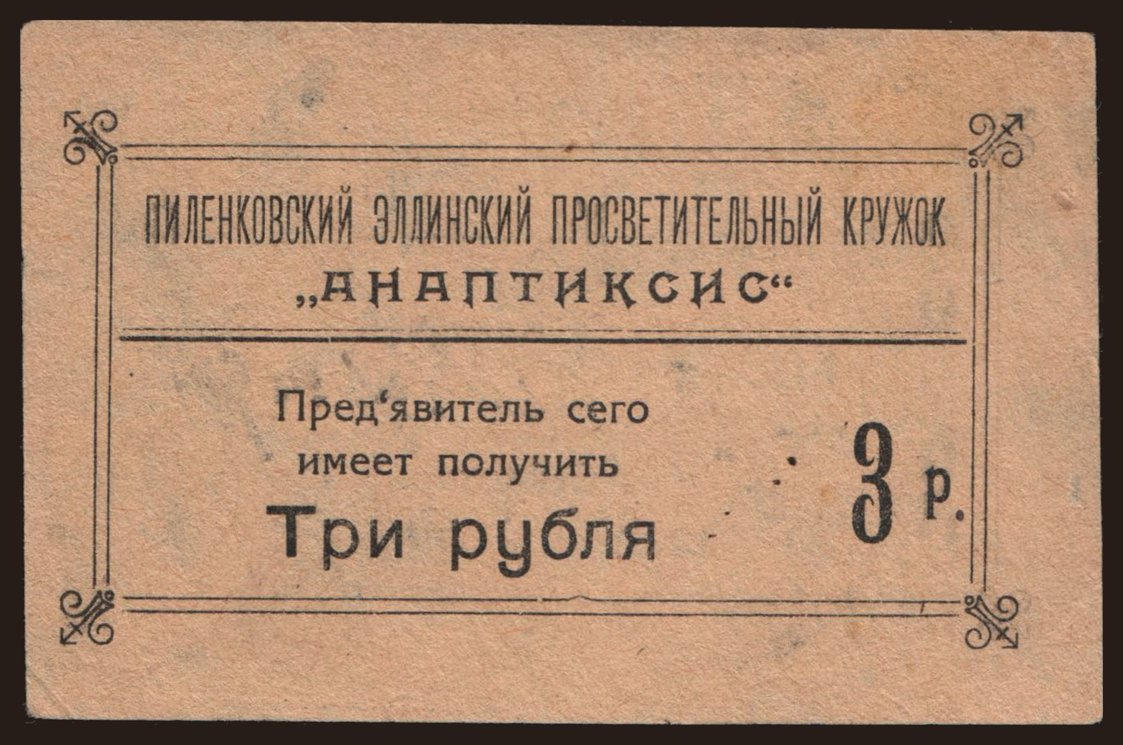 ПИЛЕНКОВСКИЙ ЭЛЛИНСКИЙ ПРОСВЕТИТЕЛЬНЫЙ КРУЖОК
„АНАПТИКСИС“
Пред‘явитель сего
имеет получить
Три рубля
3 р.